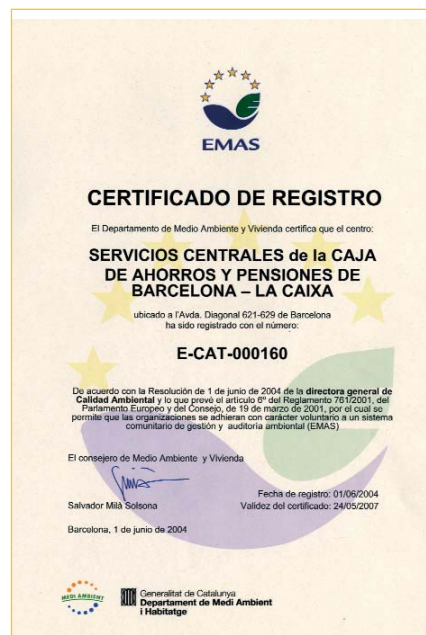 EMAS
CERTIFICADO DE REGISTRO
El Departamento de Medio Ambiente y Vivienda certifica que el centro:
SERVICIOS CENTRALES de la CAJA
DE AHORROS Y PENSIONES DE
BARCELONA – LA CAIXA
ubicado a l'Avda. Diagonal 621-629 de Barcelona
ha sido registrado con el número:
E-CAT-000160
De acuerdo con la Resolución de 1 de junio de 2004 de la directora general de
Calidad Ambiental y lo que prevé el artículo 6º del Reglamento 761/2001, del
Parlamento Europeo y del Consejo, de 19 de marzo de 2001, por el cual se
permite que las organizaciones se adhieran con carácter voluntario a un sistema
comunitario de gestión y auditoría ambiental (EMAS)
El consejero de Medio Ambiente y Vivienda
Fecha de registro: 01/06/2004
Salvador Milà Solsona
Validez del certificado: 24/05/2007
Barcelona, 1 de junio de 2004
MEDI AMBIENT
Generalitat de Catalunya
Departament de Medi Ambient
i Habitatge